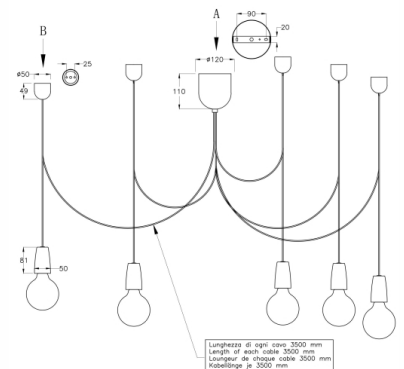 A
B
90
20
25
ø50
ø120
49
110
81
50
Lunghezza di ogni cavo 3500 mm
Length of each cable 3500 mm
Loungeur de chaque cable 3500 mm
Kabellänge je 3500 mm